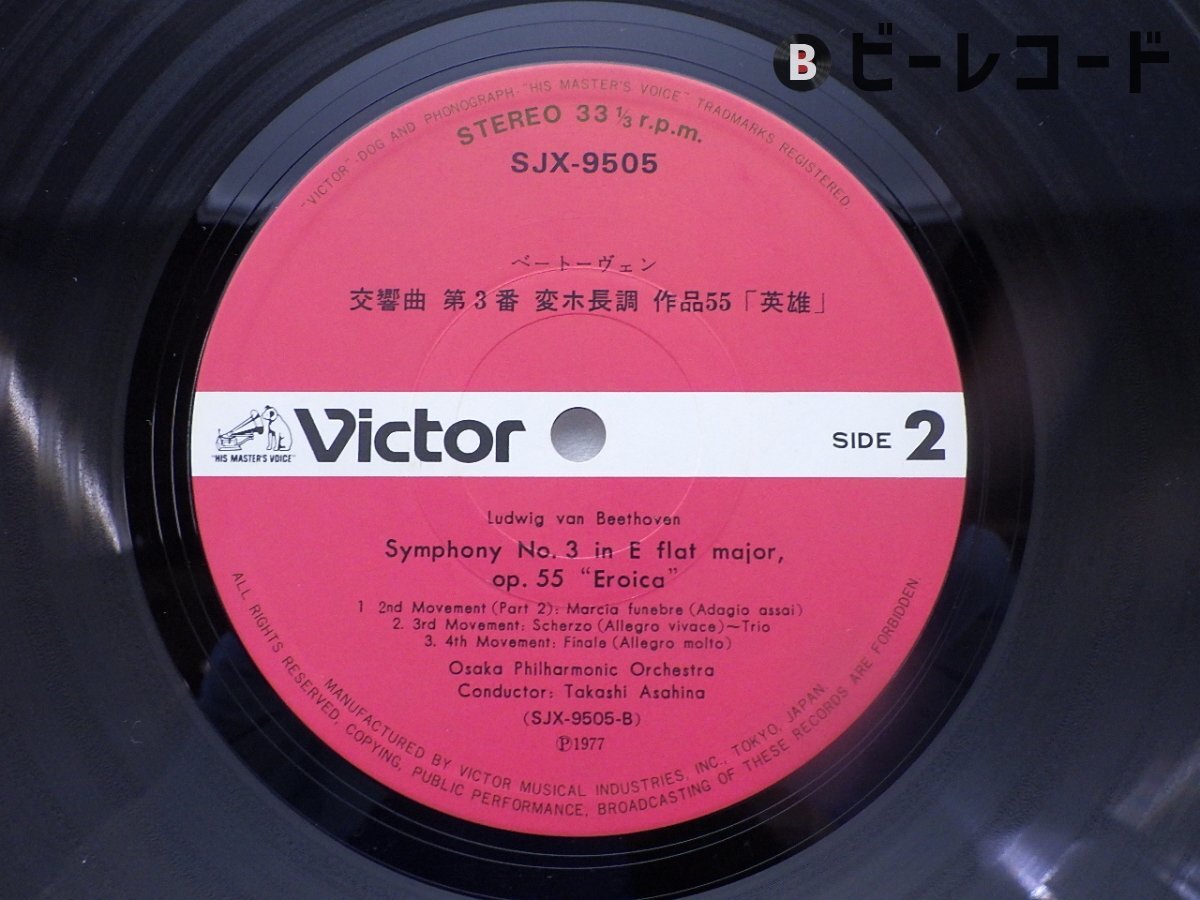 B ビーレコード
"VICTOR"-DOG AND PHONOGRAPH-"HIS MASTER'S VOICE" TRADMARKS REGISTERED.
STEREO 33 1/3 r.p.m.
SJX-9505
ベートーヴェン
交響曲 第3番 変ホ長調 作品55「英雄」
"HIS MASTER'S VOICE"
Victor
SIDE 2
Ludwig van Beethoven
Symphony No. 3 in E flat major,
op. 55 "Eroica"
1 2nd Movement (Part 2): Marcia funebre (Adagio assai)
2. 3rd Movement: Scherzo (Allegro vivace)~Trio
3. 4th Movement: Finale (Allegro molto)
Osaka Philharmonic Orchestra
Conductor: Takashi Asahina
(SJX-9505-B)
Ⓟ1977
MANUFACTURED BY VICTOR MUSICAL INDUSTRIES, INC., TOKYO, JAPAN
ALL RIGHTS RESERVED, COPYING, PUBLIC PERFORMANCE, BROADCASTING OF THESE RECORDS ARE FORBIDDEN